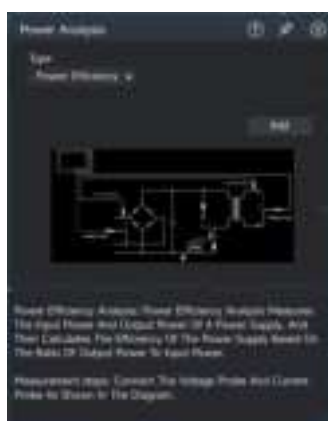 Power Analysis
Type
Power Efficiency
Add
Power Efficiency Analysis: Power Efficiency Analysis Measures
The Input Power And Output Power Of A Power Supply, And
Then Calculates The Efficiency Of The Power Supply Based On
The Ratio Of Output Power To Input Power.
Measurement steps: Connect The Voltage Probe And Current
Probe As Shown In The Diagram.